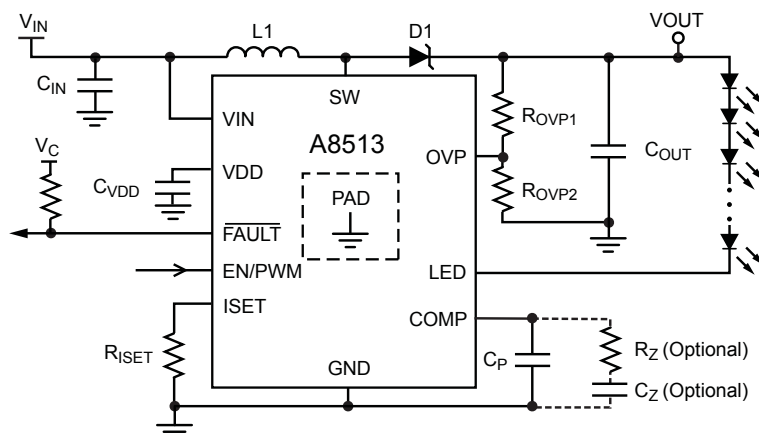 VIN
L1
D1
VOUT
CIN
SW
VIN
A8513
ROVP1
VC
OVP
COUT
CVDD
VDD
PAD
ROVP2
FAULT
EN/PWM
LED
ISET
COMP
RISET
GND
CP
RZ (Optional)
CZ (Optional)